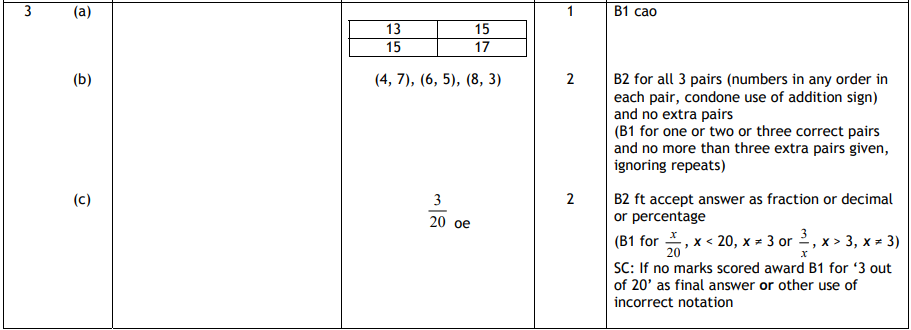 3 (a) 1 B1 cao
13 15
15 17
(b) (4, 7), (6, 5), (8, 3) 2 B2 for all 3 pairs (numbers in any order in
each pair, condone use of addition sign)
and no extra pairs
(B1 for one or two or three correct pairs
and no more than three extra pairs given,
ignoring repeats)
(c) 3/20 oe 2 B2 ft accept answer as fraction or decimal
or percentage
(B1 for x/20, x < 20, x ≠ 3 or 3/x, x > 3, x ≠ 3)
SC: If no marks scored award B1 for ‘3 out
of 20’ as final answer or other use of
incorrect notation